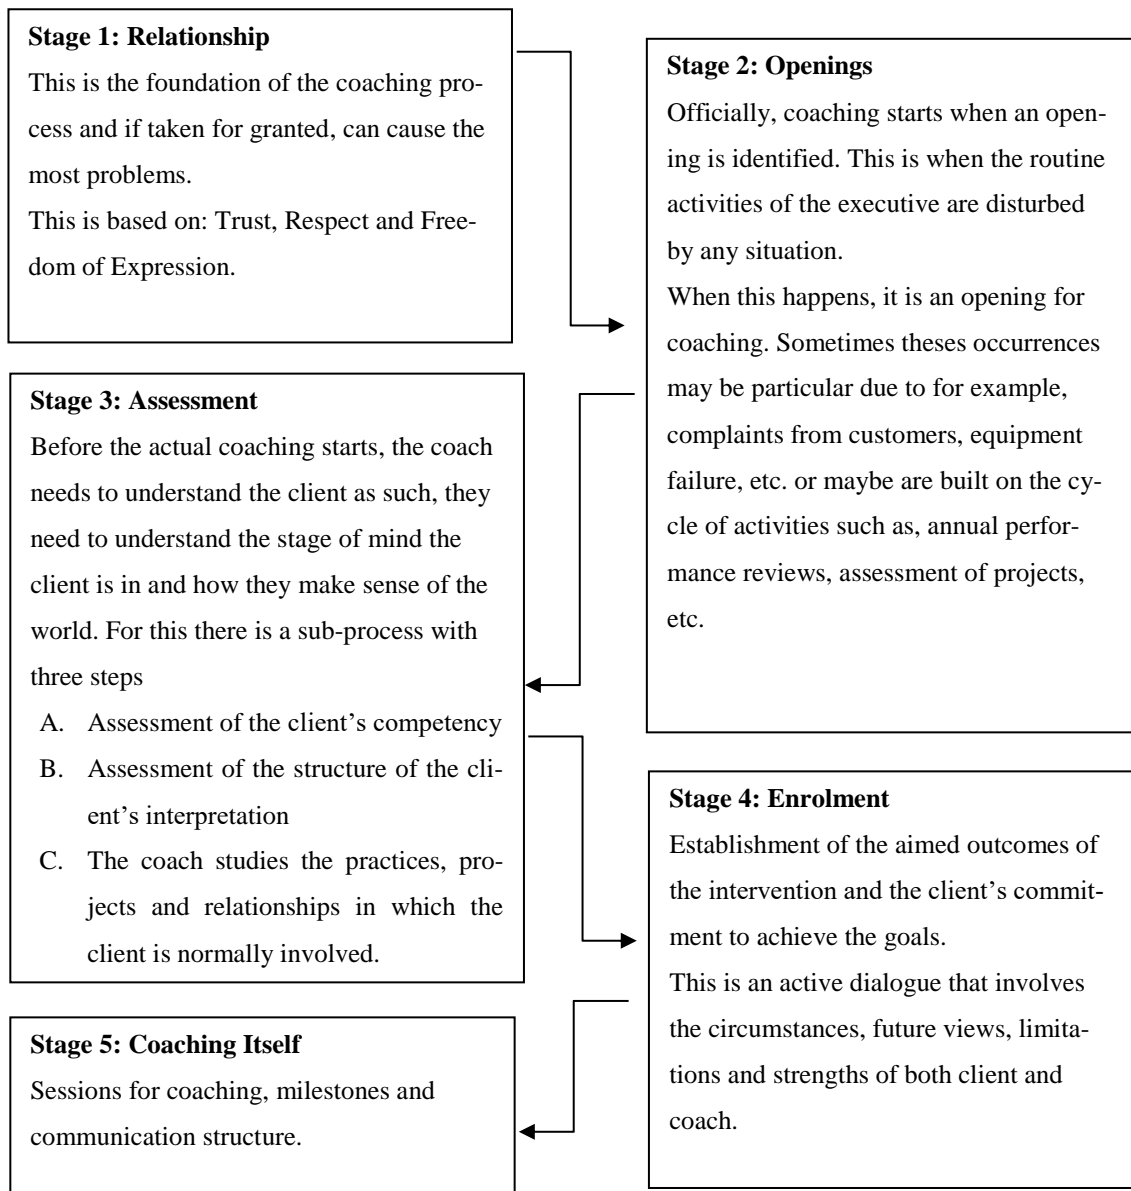 Stage 1: Relationship
This is the foundation of the coaching pro-
cess and if taken for granted, can cause the
most problems.
This is based on: Trust, Respect and Free-
dom of Expression.
Stage 2: Openings
Officially, coaching starts when an open-
ing is identified. This is when the routine
activities of the executive are disturbed
by any situation.
When this happens, it is an opening for
coaching. Sometimes theses occurrences
may be particular due to for example,
complaints from customers, equipment
failure, etc. or maybe are built on the cy-
cle of activities such as, annual perfor-
mance reviews, assessment of projects,
etc.
Stage 3: Assessment
Before the actual coaching starts, the coach
needs to understand the client as such, they
need to understand the stage of mind the
client is in and how they make sense of the
world. For this there is a sub-process with
three steps
A. Assessment of the client’s competency
B. Assessment of the structure of the cli-
ent’s interpretation
C. The coach studies the practices, pro-
jects and relationships in which the
client is normally involved.
Stage 4: Enrolment
Establishment of the aimed outcomes of
the intervention and the client’s commit-
ment to achieve the goals.
This is an active dialogue that involves
the circumstances, future views, limita-
tions and strengths of both client and
coach.
Stage 5: Coaching Itself
Sessions for coaching, milestones and
communication structure.